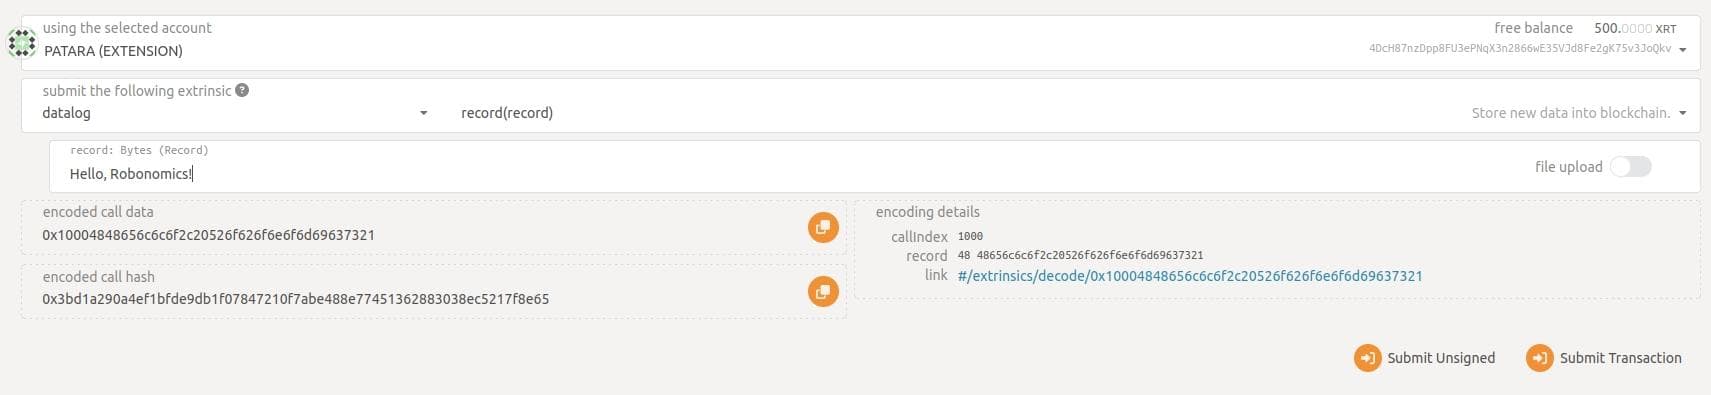 using the selected account
PATARA (EXTENSION)
free balance 500.0000 XRT
4DcH87nzDpp8FU3ePNqX3n2866wE35VJd8Fe2gK75v3JoQkv
submit the following extrinsic ?
datalog
record(record)
Store new data into blockchain.
record: Bytes (Record)
Hello, Robonomics!
file upload
encoded call data
0x10004848656c6c6f2c20526f626f6e6f6d69637321
encoded call hash
0x3bd1a290a4ef1bfde9db1f07847210f7abe488e77451362883038ec5217f8e65
encoding details
callIndex 1000
record 48 48656c6c6f2c20526f626f6e6f6d69637321
link #/extrinsics/decode/0x10004848656c6c6f2c20526f626f6e6f6d69637321
Submit Unsigned
Submit Transaction